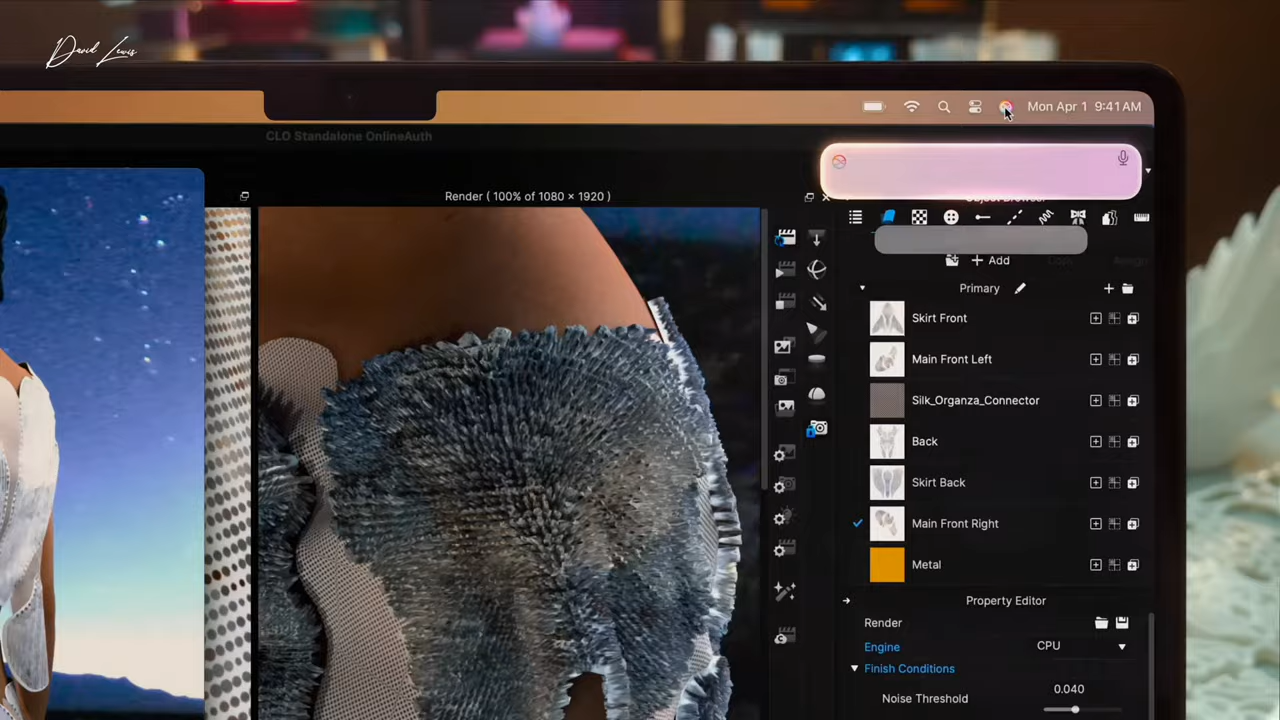 David Lewis
Mon Apr 1 9:41AM
CLO Standalone OnlineAuth
Render ( 100% of 1080 × 1920 )
+ Add
Primary
Skirt Front
Main Front Left
Silk_Organza_Connector
Back
Skirt Back
Main Front Right
Metal
Property Editor
Render
Engine CPU
Finish Conditions
Noise Threshold 0.040